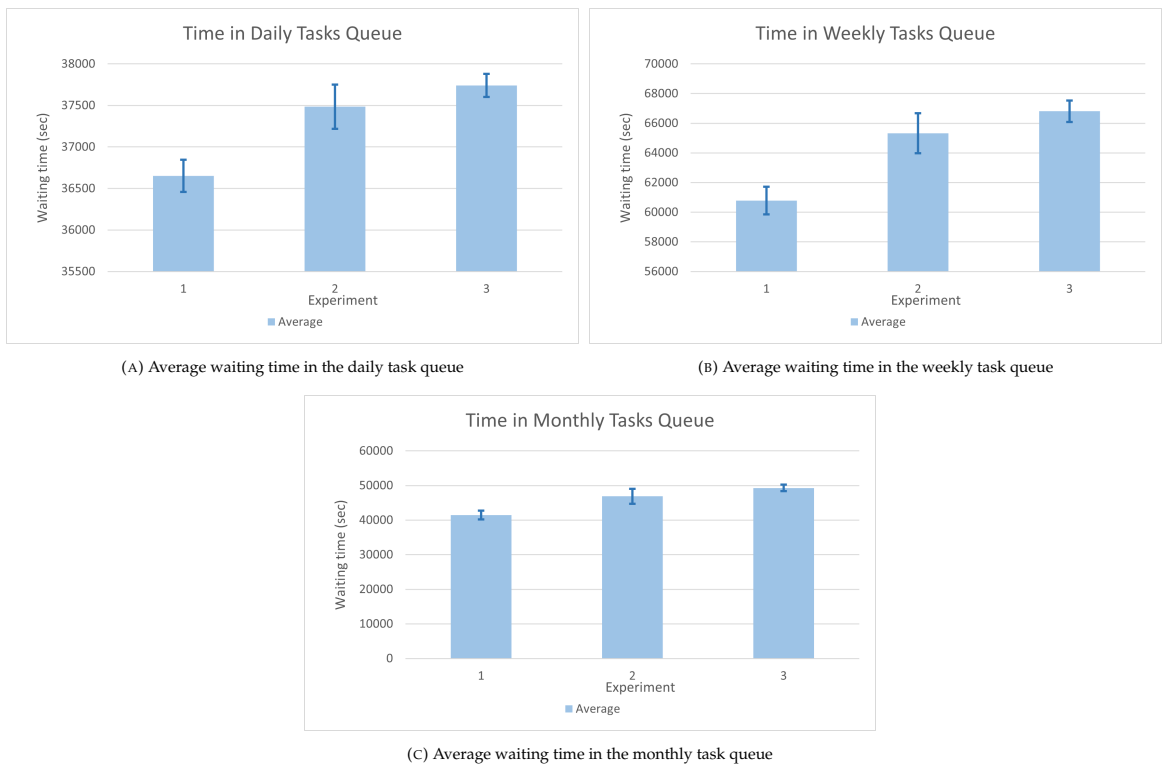 Time in Daily Tasks Queue
38000
37500
37000
36500
36000
35500
Waiting time (sec)
1 2 3
Experiment
Average
(A) Average waiting time in the daily task queue
Time in Weekly Tasks Queue
70000
68000
66000
64000
62000
60000
58000
56000
Waiting time (sec)
1 2 3
Experiment
Average
(B) Average waiting time in the weekly task queue
Time in Monthly Tasks Queue
60000
50000
40000
30000
20000
10000
0
Waiting time (sec)
1 2 3
Experiment
Average
(C) Average waiting time in the monthly task queue